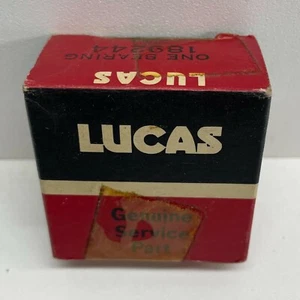 ONE BEARING
189244
LUCAS
LUCAS
Genuine
Service
Part